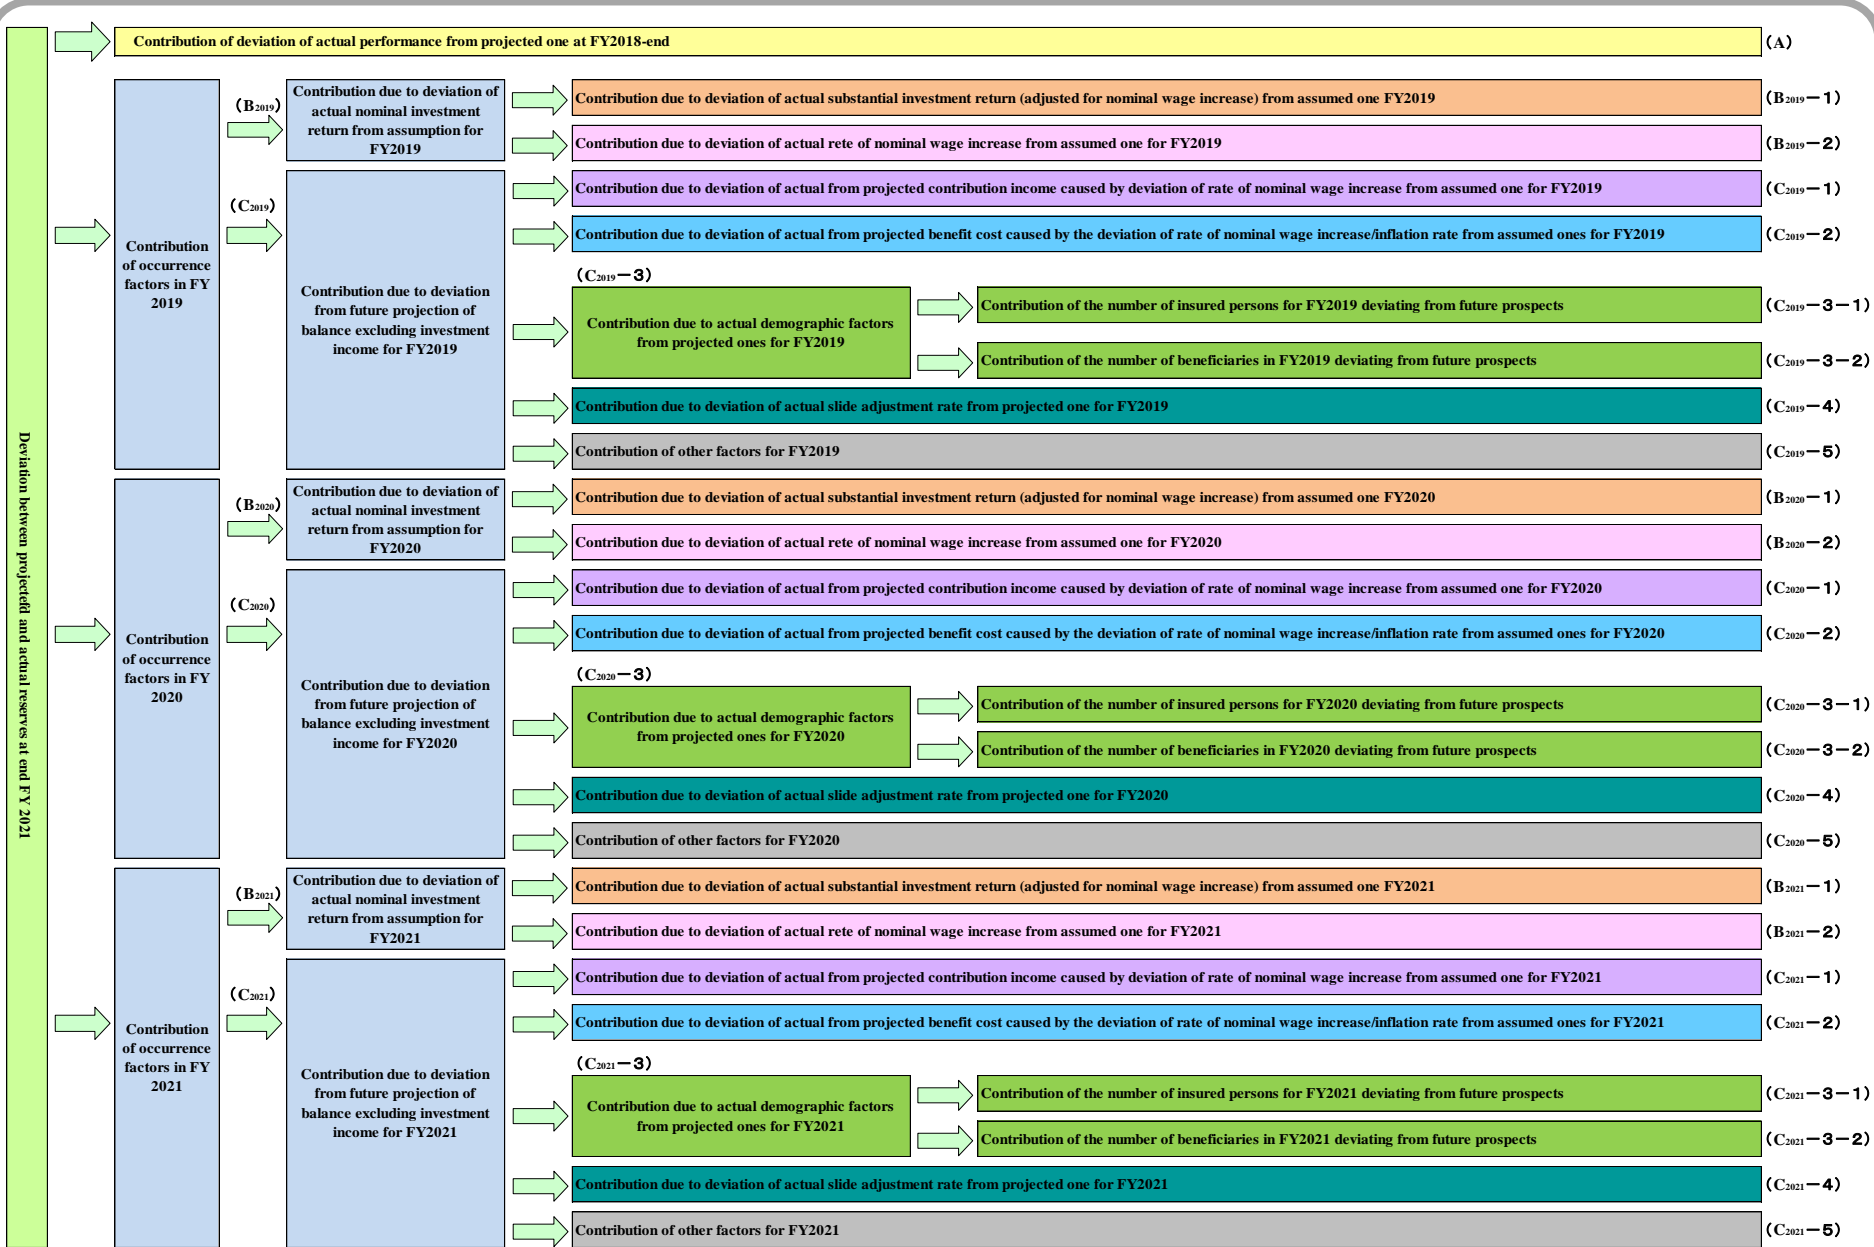 Deviation between projectefd and actual reserves at end FY 2021
Contribution of deviation of actual performance from projected one at FY2018-end
(A)
Contribution
of occurrence
factors in FY
2019
(B2019)
Contribution due to deviation of
actual nominal investment
return from assumption for
FY2019
Contribution due to deviation of actual substantial investment return (adjusted for nominal wage increase) from assumed one FY2019
(B2019－1)
Contribution due to deviation of actual rete of nominal wage increase from assumed one for FY2019
(B2019－2)
(C2019)
Contribution due to deviation
from future projection of
balance excluding investment
income for FY2019
Contribution due to deviation of actual from projected contribution income caused by deviation of rate of nominal wage increase from assumed one for FY2019
(C2019－1)
Contribution due to deviation of actual from projected benefit cost caused by the deviation of rate of nominal wage increase/inflation rate from assumed ones for FY2019
(C2019－2)
(C2019－3)
Contribution due to actual demographic factors
from projected ones for FY2019
Contribution of the number of insured persons for FY2019 deviating from future prospects
(C2019－3－1)
Contribution of the number of beneficiaries in FY2019 deviating from future prospects
(C2019－3－2)
Contribution due to deviation of actual slide adjustment rate from projected one for FY2019
(C2019－4)
Contribution of other factors for FY2019
(C2019－5)
Contribution
of occurrence
factors in FY
2020
(B2020)
Contribution due to deviation of
actual nominal investment
return from assumption for
FY2020
Contribution due to deviation of actual substantial investment return (adjusted for nominal wage increase) from assumed one FY2020
(B2020－1)
Contribution due to deviation of actual rete of nominal wage increase from assumed one for FY2020
(B2020－2)
(C2020)
Contribution due to deviation
from future projection of
balance excluding investment
income for FY2020
Contribution due to deviation of actual from projected contribution income caused by deviation of rate of nominal wage increase from assumed one for FY2020
(C2020－1)
Contribution due to deviation of actual from projected benefit cost caused by the deviation of rate of nominal wage increase/inflation rate from assumed ones for FY2020
(C2020－2)
(C2020－3)
Contribution due to actual demographic factors
from projected ones for FY2020
Contribution of the number of insured persons for FY2020 deviating from future prospects
(C2020－3－1)
Contribution of the number of beneficiaries in FY2020 deviating from future prospects
(C2020－3－2)
Contribution due to deviation of actual slide adjustment rate from projected one for FY2020
(C2020－4)
Contribution of other factors for FY2020
(C2020－5)
Contribution
of occurrence
factors in FY
2021
(B2021)
Contribution due to deviation of
actual nominal investment
return from assumption for
FY2021
Contribution due to deviation of actual substantial investment return (adjusted for nominal wage increase) from assumed one FY2021
(B2021－1)
Contribution due to deviation of actual rete of nominal wage increase from assumed one for FY2021
(B2021－2)
(C2021)
Contribution due to deviation
from future projection of
balance excluding investment
income for FY2021
Contribution due to deviation of actual from projected contribution income caused by deviation of rate of nominal wage increase from assumed one for FY2021
(C2021－1)
Contribution due to deviation of actual from projected benefit cost caused by the deviation of rate of nominal wage increase/inflation rate from assumed ones for FY2021
(C2021－2)
(C2021－3)
Contribution due to actual demographic factors
from projected ones for FY2021
Contribution of the number of insured persons for FY2021 deviating from future prospects
(C2021－3－1)
Contribution of the number of beneficiaries in FY2021 deviating from future prospects
(C2021－3－2)
Contribution due to deviation of actual slide adjustment rate from projected one for FY2021
(C2021－4)
Contribution of other factors for FY2021
(C2021－5)